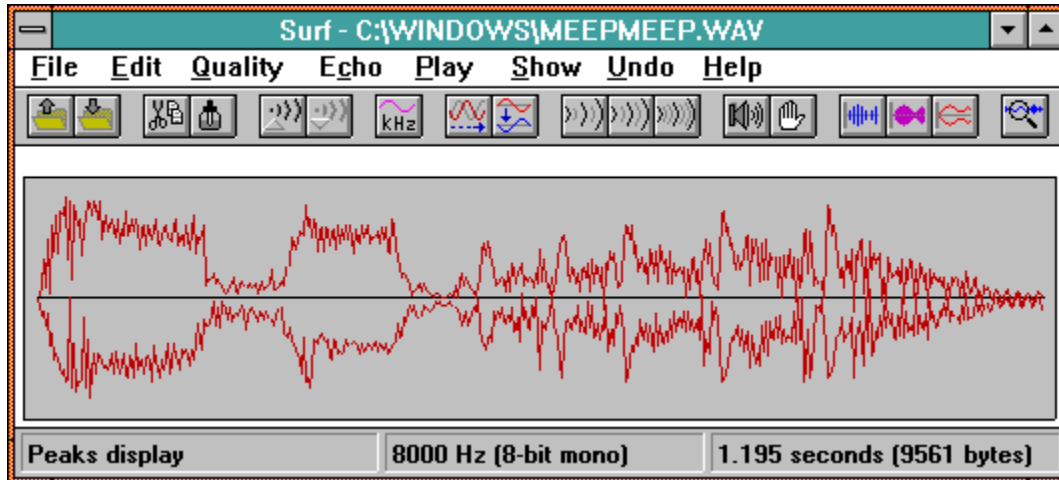 Surf - C:\WINDOWS\MEEPMEEP.WAV
File Edit Quality Echo Play Show Undo Help
kHz
Peaks display 8000 Hz (8-bit mono) 1.195 seconds (9561 bytes)